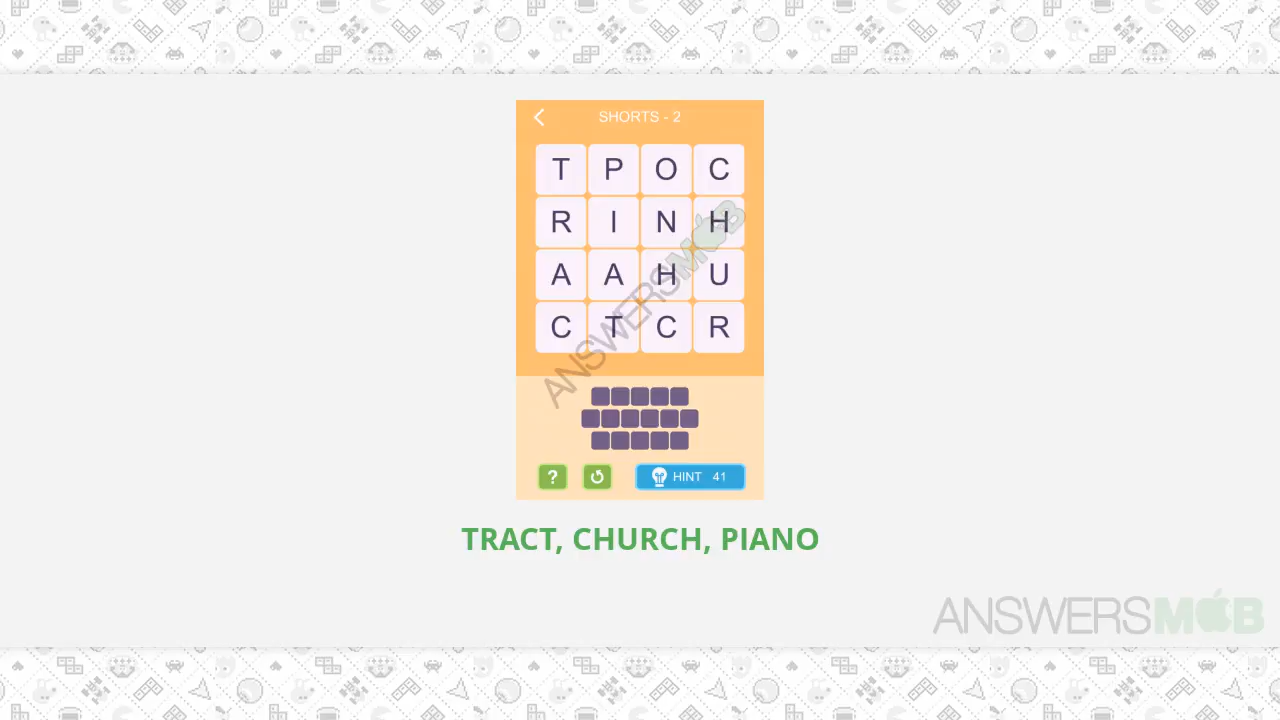 SHORTS - 2
T P O C
R I N H
A A H U
C T C R
ANSWERSMOB
? HINT 41
TRACT, CHURCH, PIANO
ANSWERSMOB